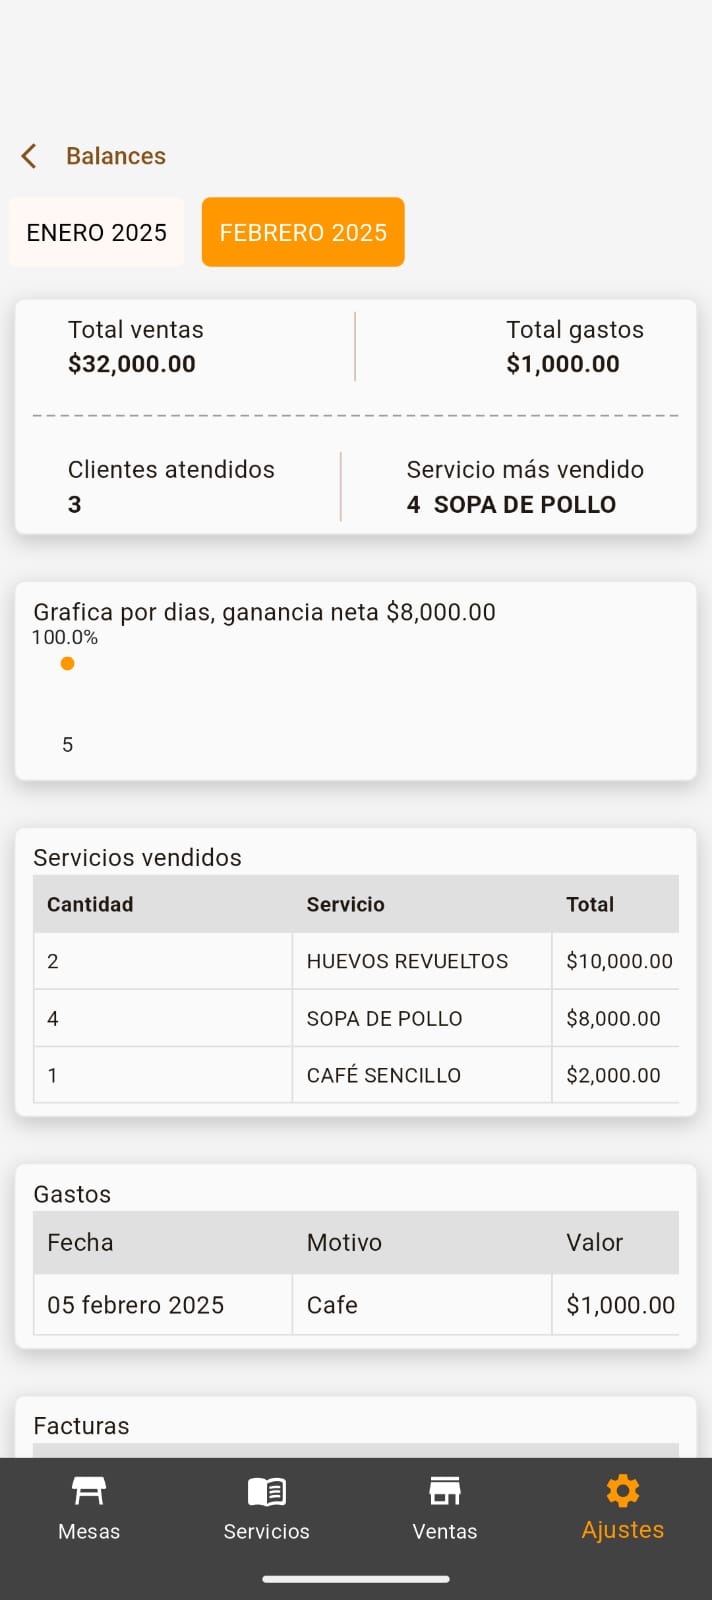 Balances
ENERO 2025 FEBRERO 2025
Total ventas Total gastos
$32,000.00 $1,000.00
Clientes atendidos Servicio más vendido
3 4 SOPA DE POLLO
Grafica por dias, ganancia neta $8,000.00
100.0%
5
Servicios vendidos
Cantidad Servicio Total
2 HUEVOS REVUELTOS $10,000.00
4 SOPA DE POLLO $8,000.00
1 CAFÉ SENCILLO $2,000.00
Gastos
Fecha Motivo Valor
05 febrero 2025 Cafe $1,000.00
Facturas
Mesas Servicios Ventas Ajustes